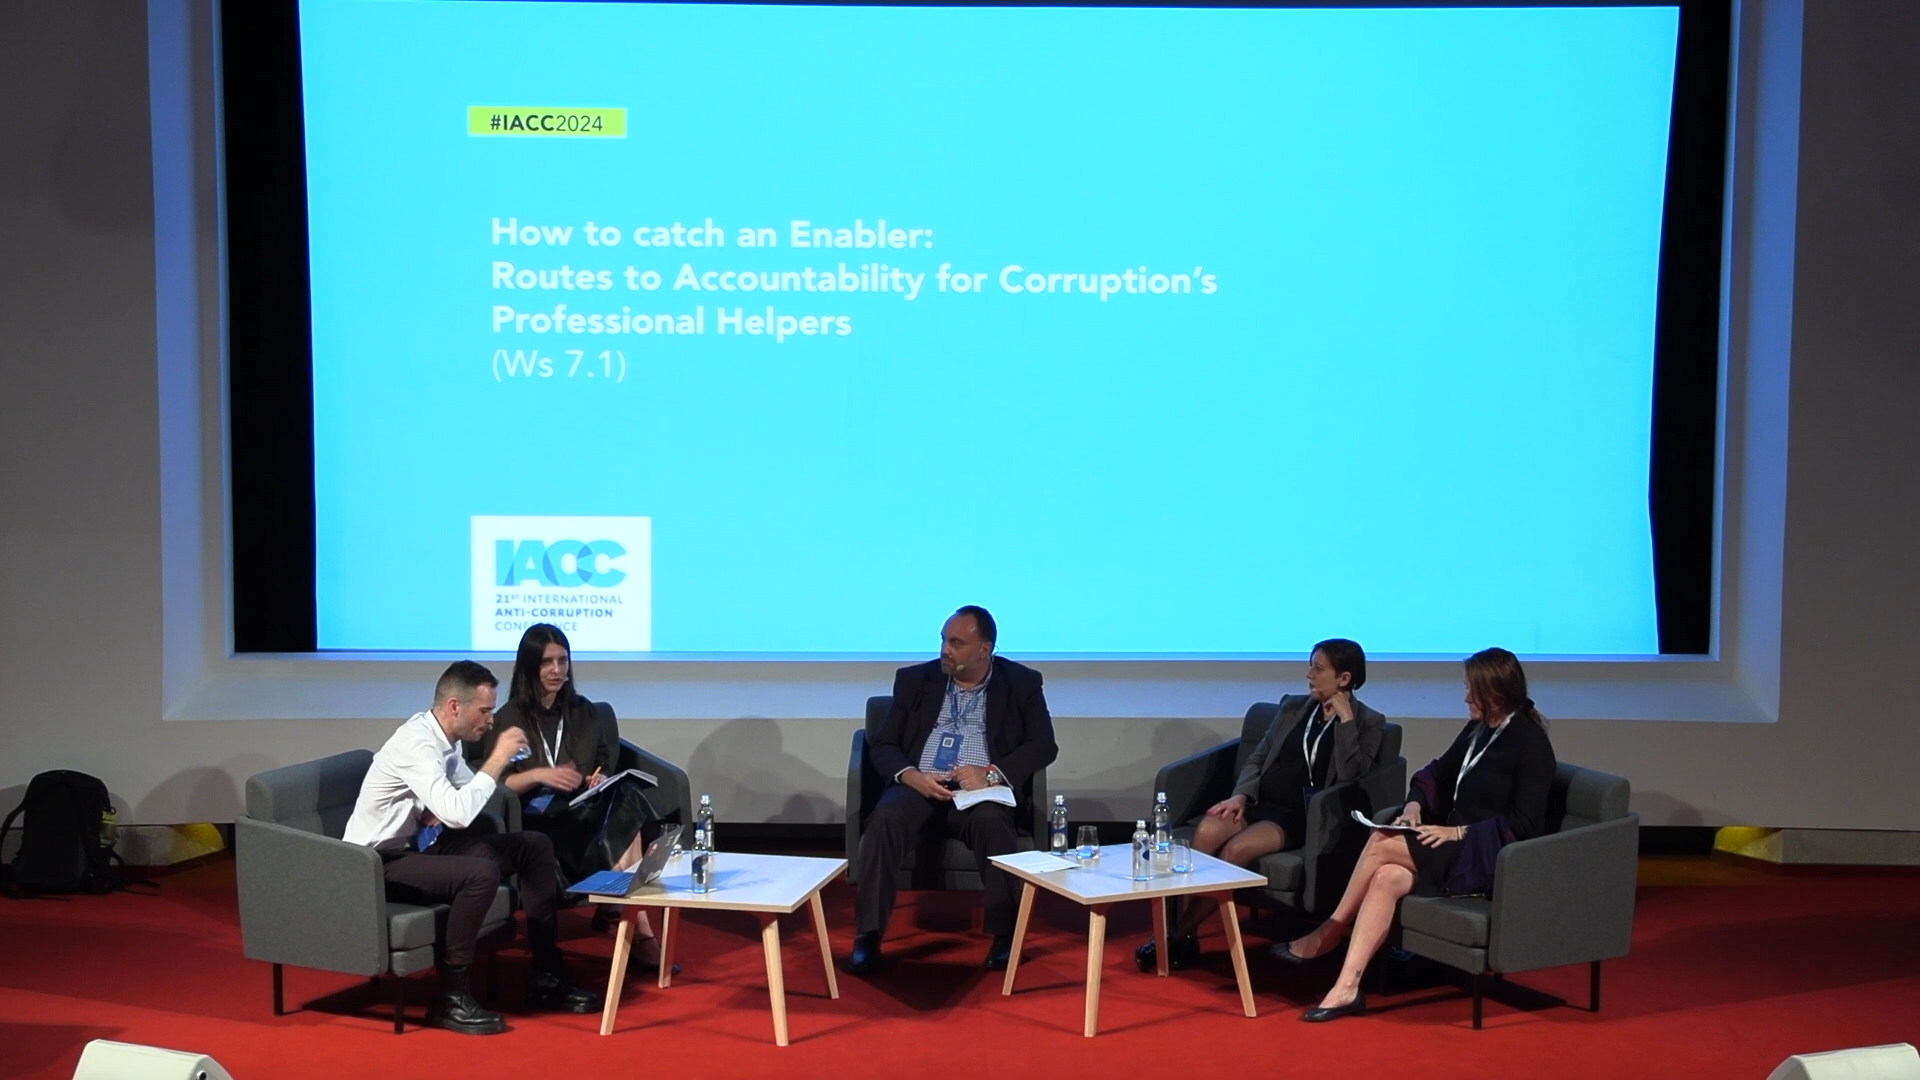 #IACC2024
How to catch an Enabler:
Routes to Accountability for Corruption's
Professional Helpers
(Ws 7.1)
IACC
21ST INTERNATIONAL
ANTI-CORRUPTION
CONFERENCE